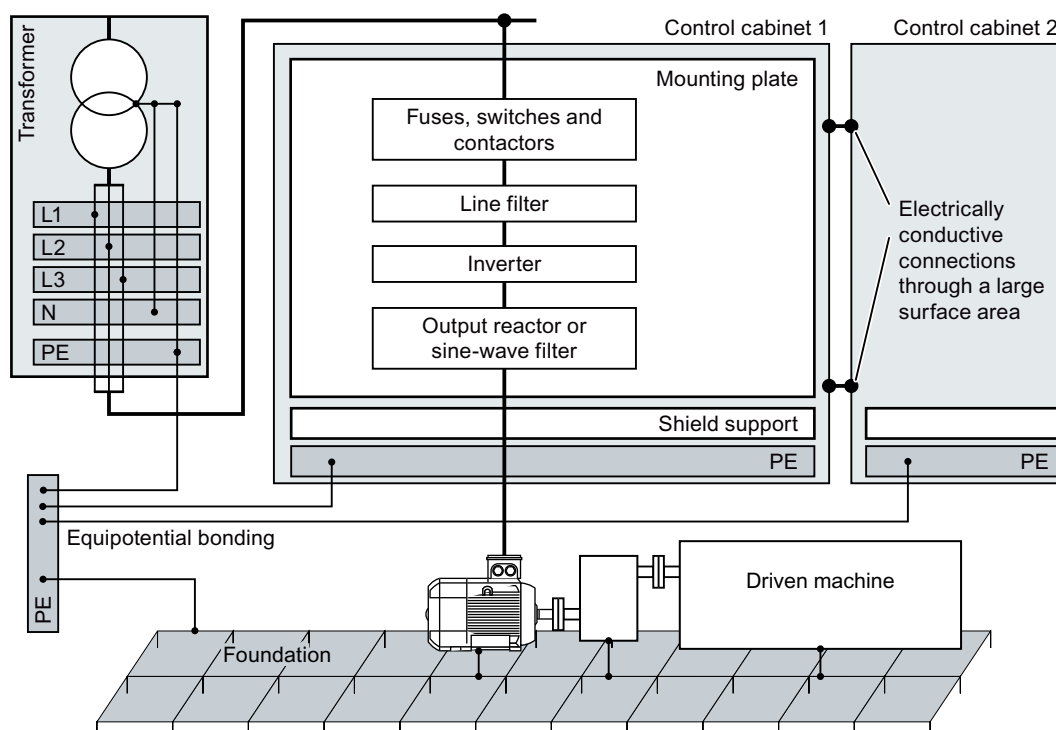 Transformer
L1
L2
L3
N
PE
Control cabinet 1
Mounting plate
Fuses, switches and
contactors
Line filter
Inverter
Output reactor or
sine-wave filter
Shield support
PE
Control cabinet 2
Electrically
conductive
connections
through a large
surface area
PE
Equipotential bonding
PE
Foundation
Driven machine